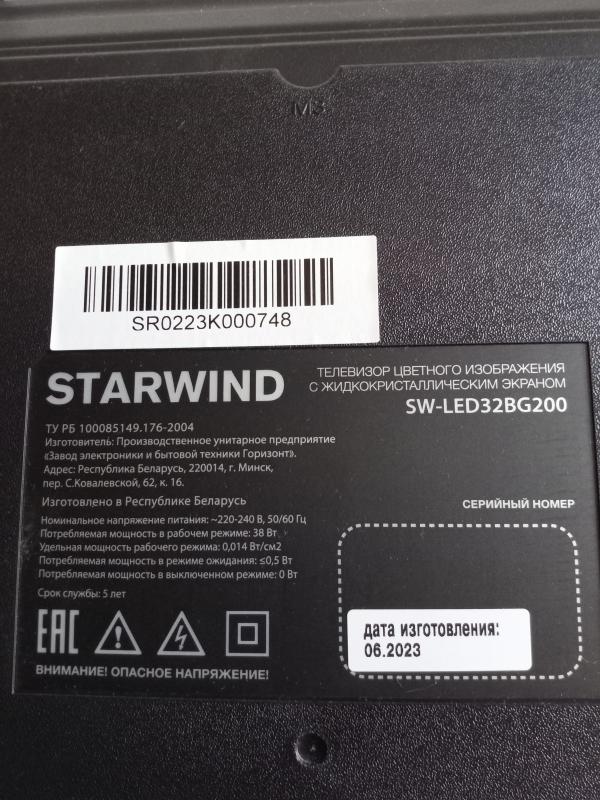 M3
SR0223K000748
STARWIND
ТЕЛЕВИЗОР ЦВЕТНОГО ИЗОБРАЖЕНИЯ
С ЖИДКОКРИСТАЛЛИЧЕСКИМ ЭКРАНОМ
SW-LED32BG200
ТУ РБ 100085149.176-2004
Изготовитель: Производственное унитарное предприятие
«Завод электроники и бытовой техники Горизонт».
Адрес: Республика Беларусь, 220014, г. Минск,
пер. С.Ковалевской, 62, к. 16.
Изготовлено в Республике Беларусь
СЕРИЙНЫЙ НОМЕР
Номинальное напряжение питания: ~220-240 В, 50/60 Гц
Потребляемая мощность в рабочем режиме: 38 Вт
Удельная мощность рабочего режима: 0,014 Вт/см2
Потребляемая мощность в режиме ожидания: ≤0,5 Вт
Потребляемая мощность в выключенном режиме: 0 Вт
Срок службы: 5 лет
EAC
ВНИМАНИЕ! ОПАСНОЕ НАПРЯЖЕНИЕ!
дата изготовления:
06.2023